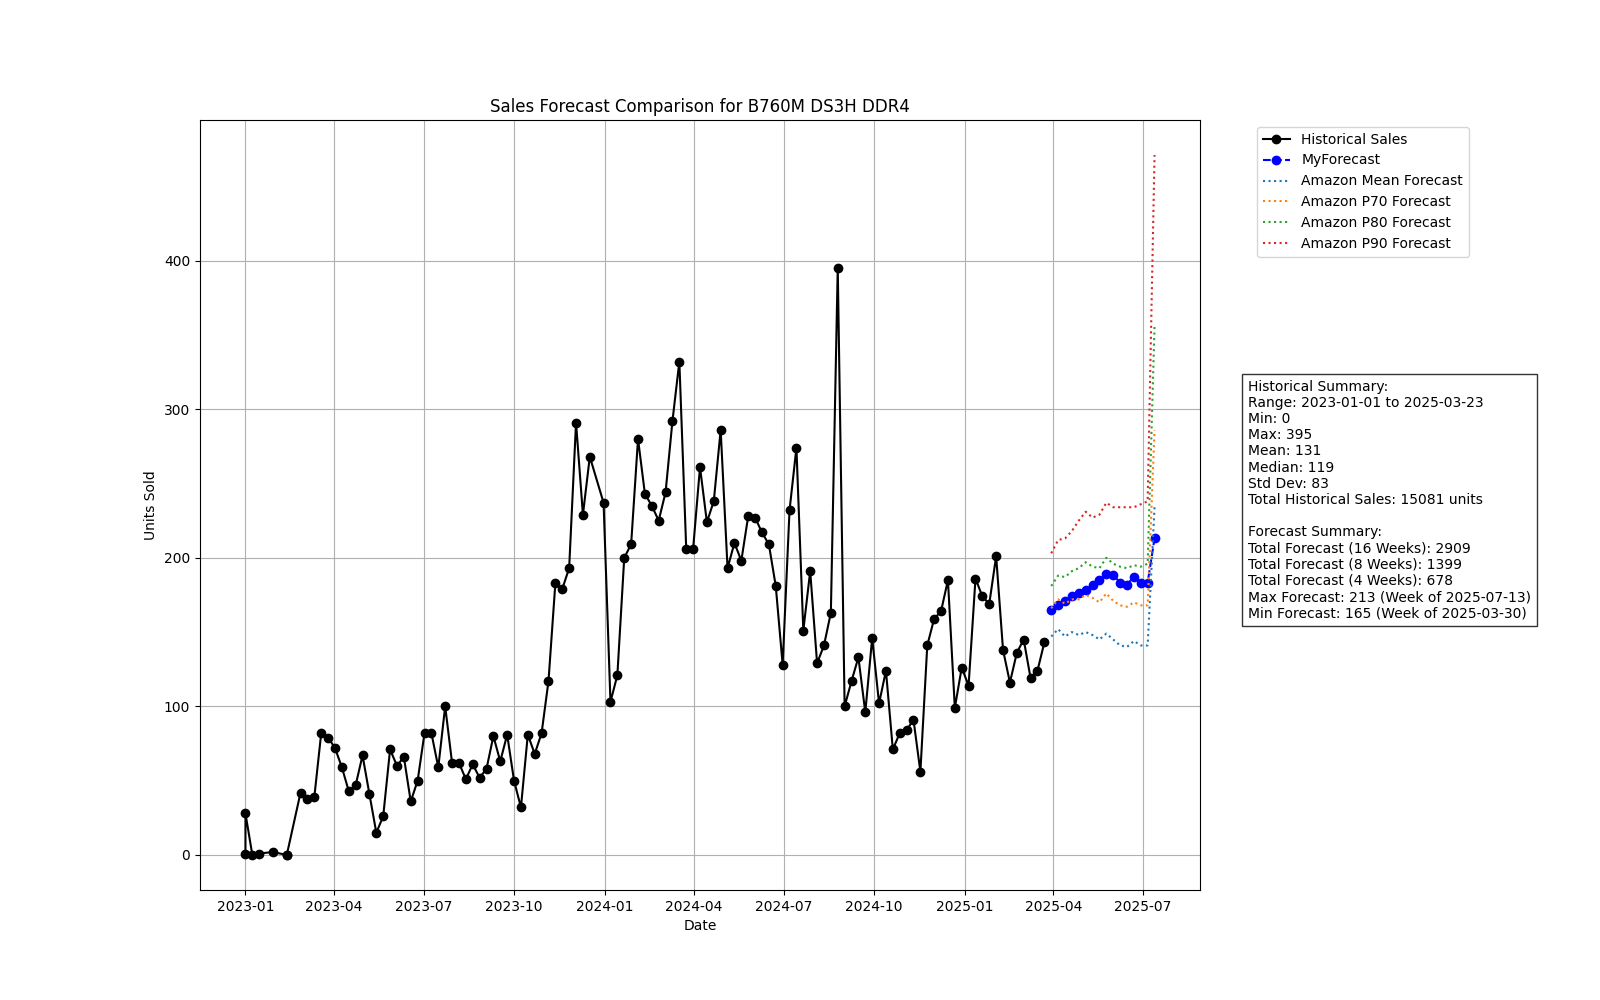 Sales Forecast Comparison for B760M DS3H DDR4
Units Sold
400
300
200
100
0
2023-01
2023-04
2023-07
2023-10
2024-01
2024-04
2024-07
2024-10
2025-01
2025-04
2025-07
Date
Historical Sales
MyForecast
Amazon Mean Forecast
Amazon P70 Forecast
Amazon P80 Forecast
Amazon P90 Forecast
Historical Summary:
Range: 2023-01-01 to 2025-03-23
Min: 0
Max: 395
Mean: 131
Median: 119
Std Dev: 83
Total Historical Sales: 15081 units
Forecast Summary:
Total Forecast (16 Weeks): 2909
Total Forecast (8 Weeks): 1399
Total Forecast (4 Weeks): 678
Max Forecast: 213 (Week of 2025-07-13)
Min Forecast: 165 (Week of 2025-03-30)